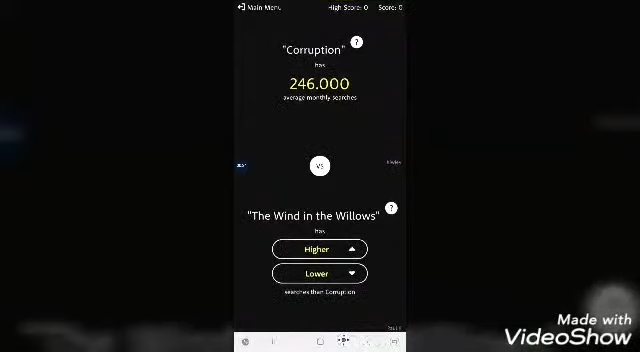 Main Menu
High Score: 0
Score: 0
"Corruption"
?
has
246.000
average monthly searches
VS
"The Wind in the Willows"
?
has
Higher
Lower
searches than Corruption
Made with
VideoShow